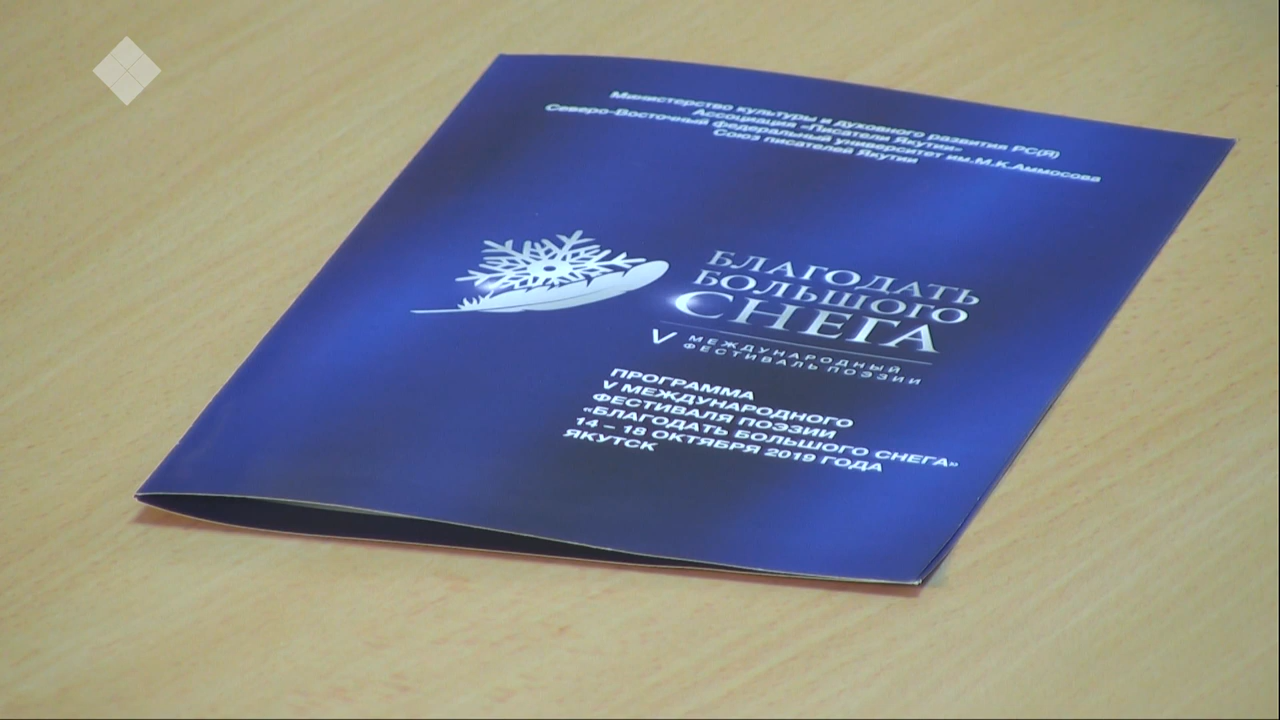 Министерство культуры и духовного развития РС(Я)
Ассоциация «Писатели Якутии»
Северо-Восточный федеральный университет им.М.К.Аммосова
Союз писателей Якутии
БЛАГОДАТЬ
БОЛЬШОГО
СНЕГА
V МЕЖДУНАРОДНЫЙ
ФЕСТИВАЛЬ ПОЭЗИИ
ПРОГРАММА
V МЕЖДУНАРОДНОГО
ФЕСТИВАЛЯ ПОЭЗИИ
«БЛАГОДАТЬ БОЛЬШОГО СНЕГА»
14 – 18 ОКТЯБРЯ 2019 ГОДА
ЯКУТСК